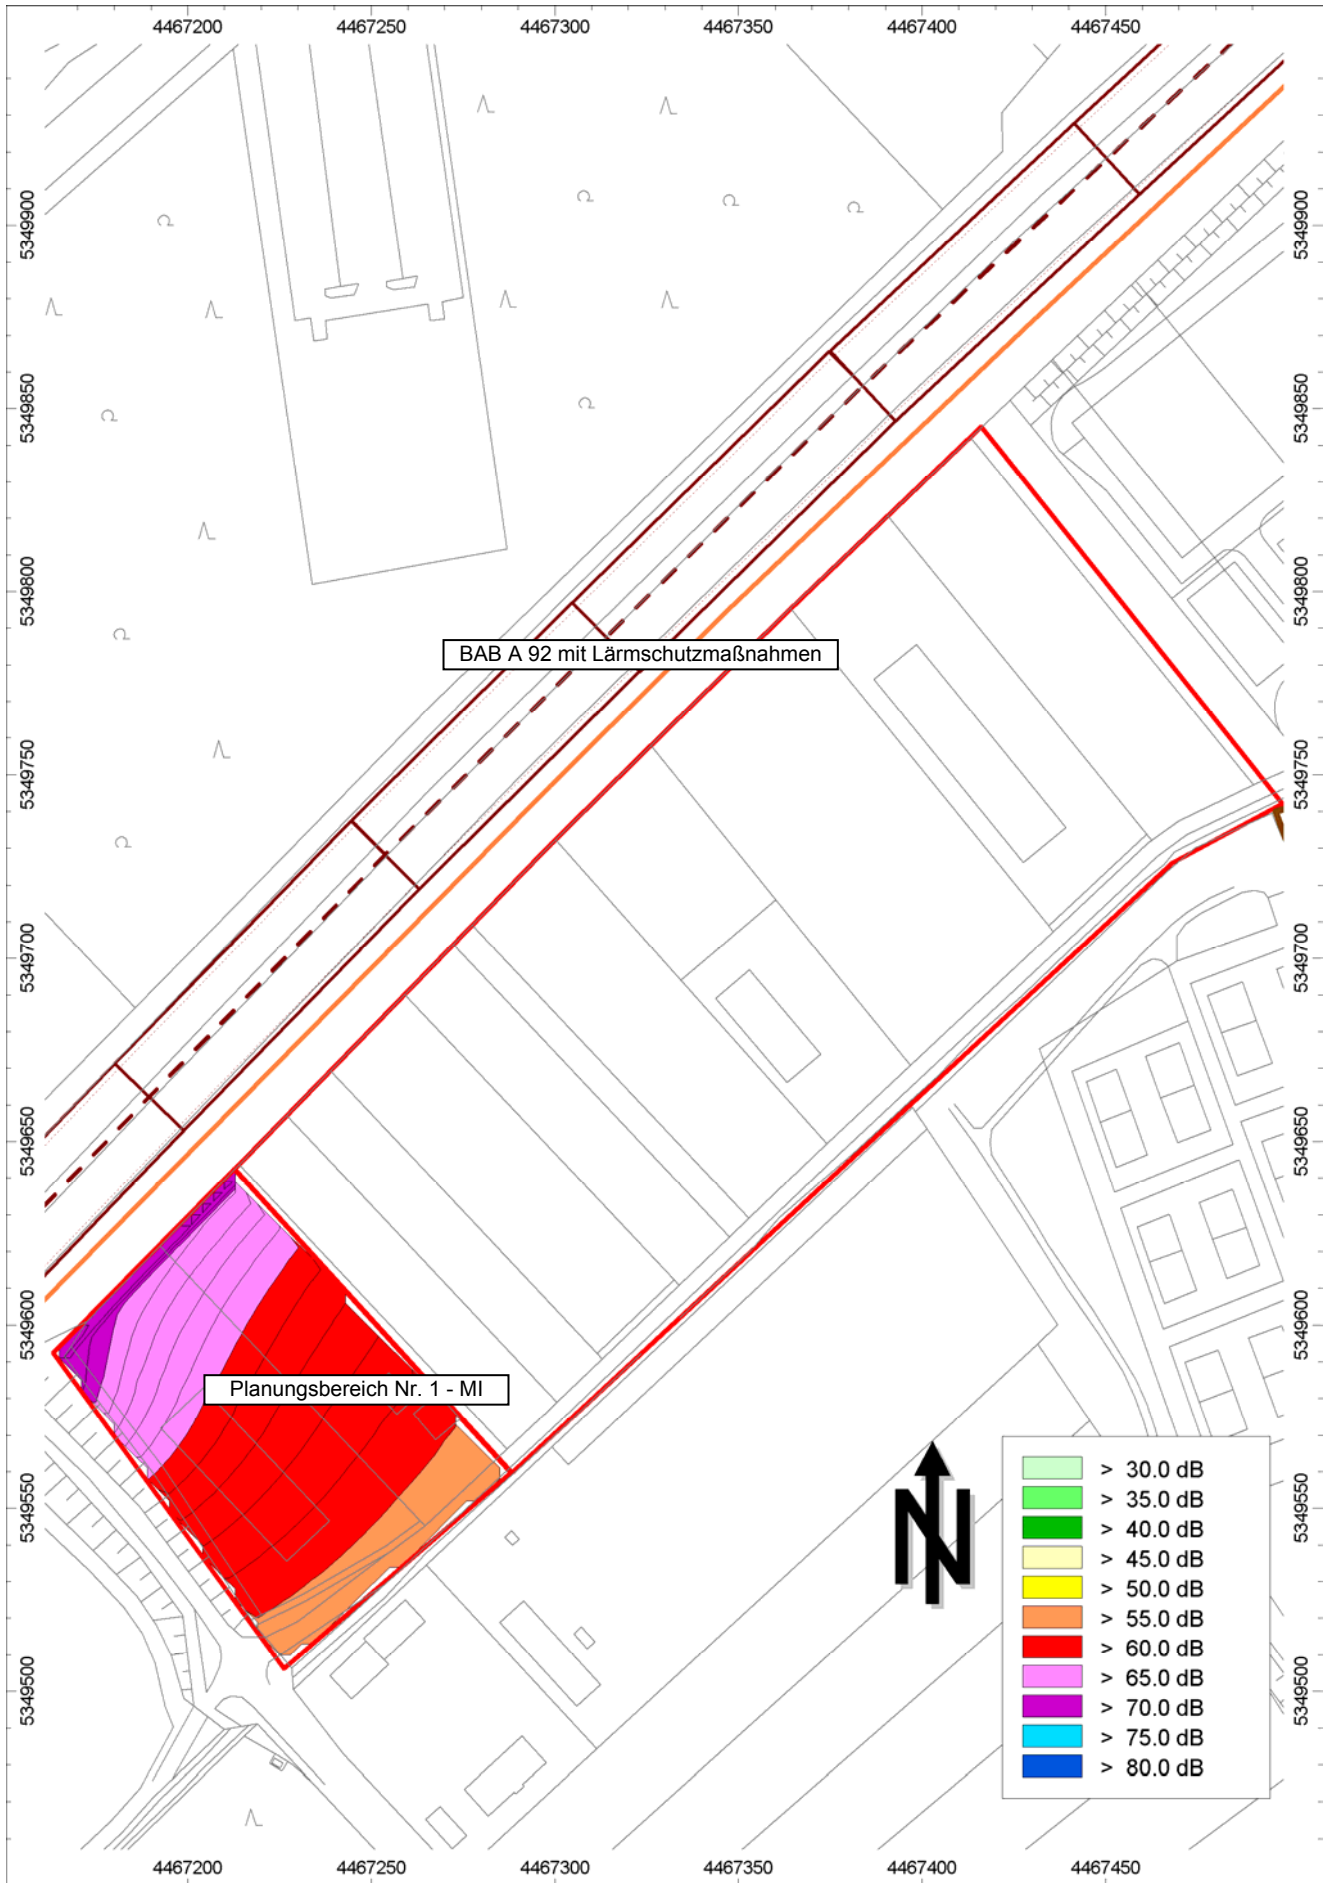 4467200 4467250 4467300 4467350 4467400 4467450
5349900 5349900
5349850 5349850
5349800 5349800
BAB A 92 mit Lärmschutzmaßnahmen
5349750 5349750
5349700 5349700
5349650 5349650
5349600 5349600
Planungsbereich Nr. 1 - MI
5349550 5349550
N
> 30.0 dB
> 35.0 dB
> 40.0 dB
> 45.0 dB
> 50.0 dB
> 55.0 dB
> 60.0 dB
> 65.0 dB
> 70.0 dB
> 75.0 dB
> 80.0 dB
5349500 5349500
4467200 4467250 4467300 4467350 4467400 4467450